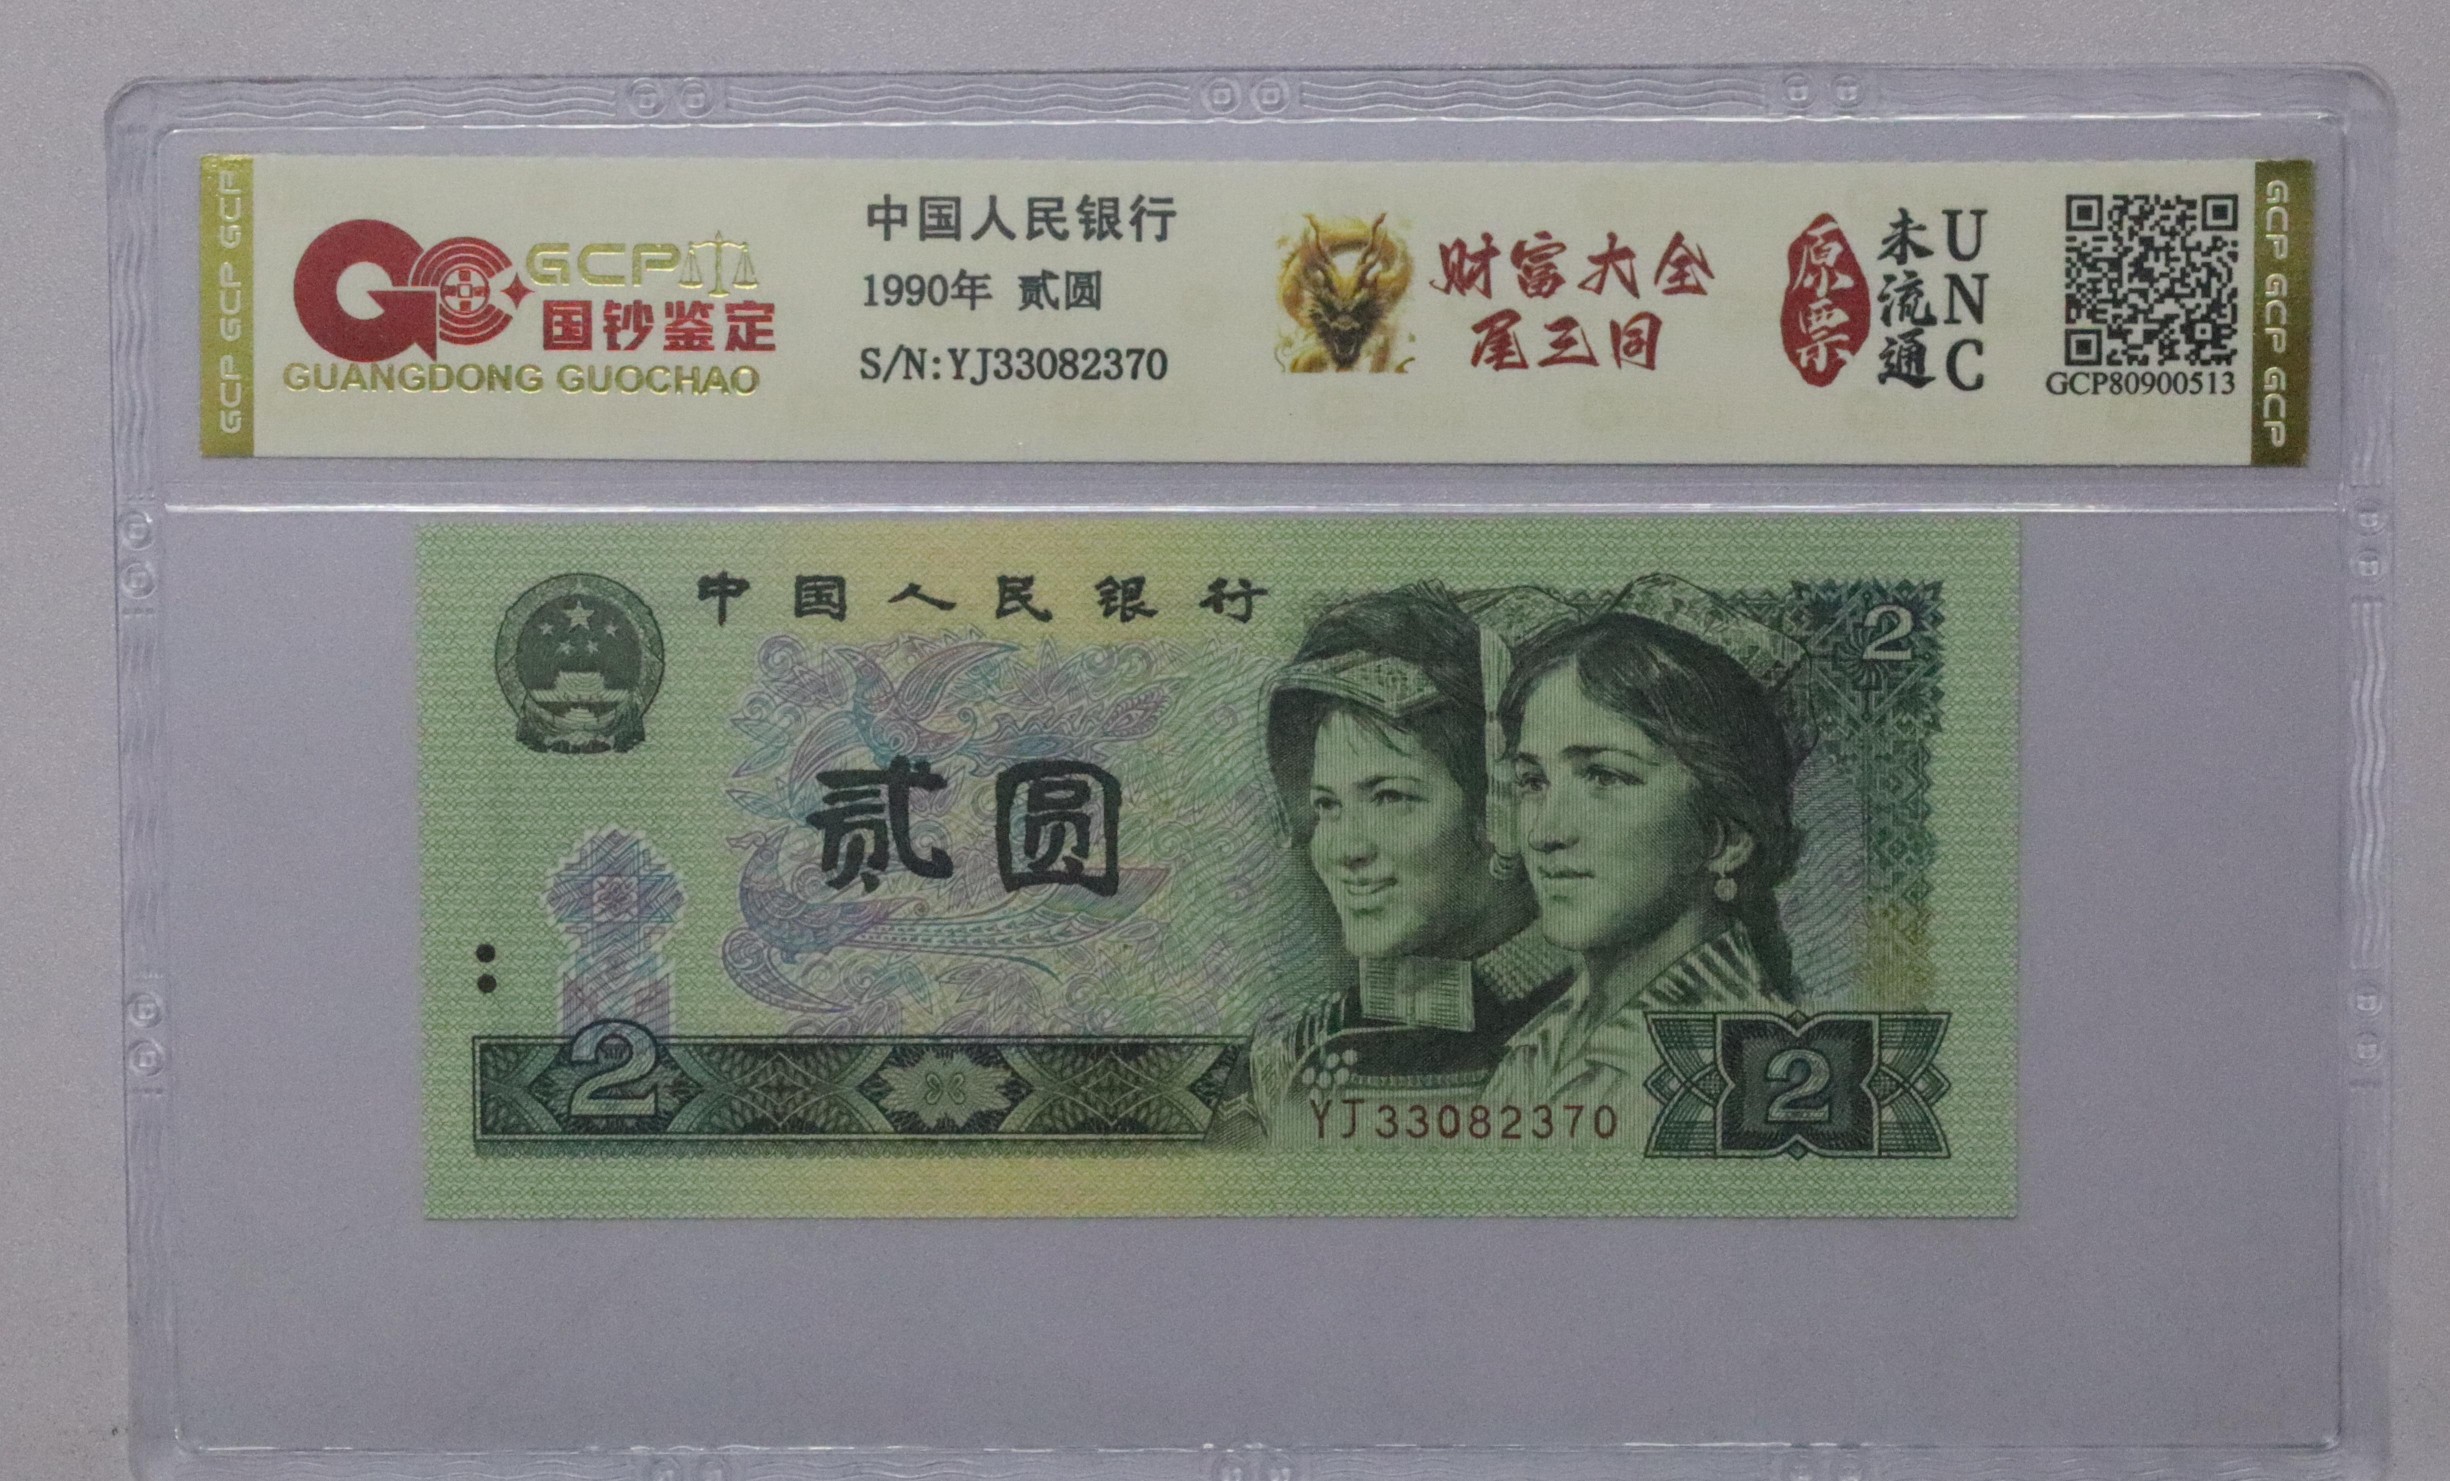 GCP GCP GCP
GCP
国钞鉴定
GUANGDONG GUOCHAO
中国人民银行
1990年 贰圆
S/N:YJ33082370
财富大全
尾三同
原票
未流通
UNC
GCP80900513
GCP GCP GCP
中国人民银行
贰圆
2
2
YJ33082370
2